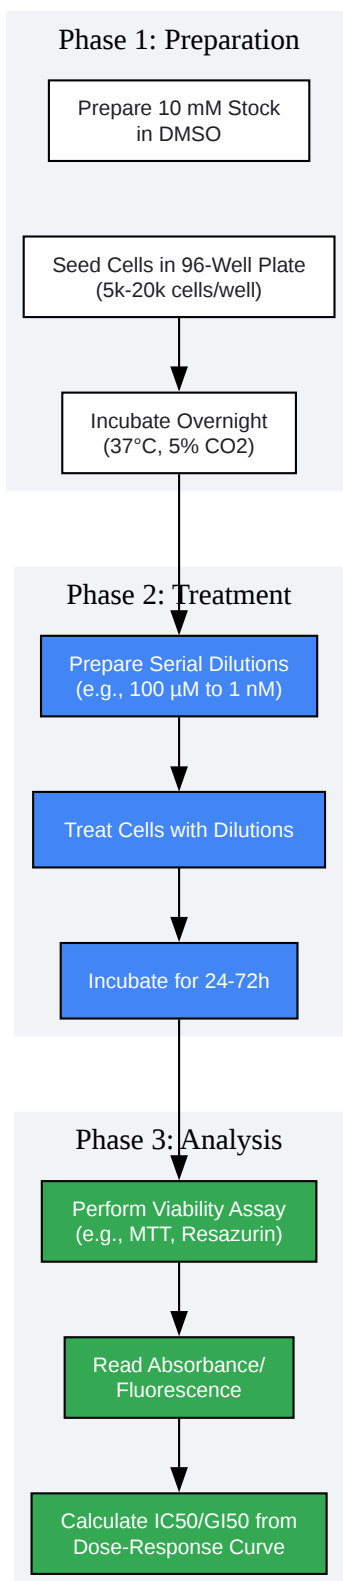 Phase 1: Preparation
Prepare 10 mM Stock
in DMSO
Seed Cells in 96-Well Plate
(5k-20k cells/well)
Incubate Overnight
(37°C, 5% CO2)
Phase 2: Treatment
Prepare Serial Dilutions
(e.g., 100 µM to 1 nM)
Treat Cells with Dilutions
Incubate for 24-72h
Phase 3: Analysis
Perform Viability Assay
(e.g., MTT, Resazurin)
Read Absorbance/
Fluorescence
Calculate IC50/GI50 from
Dose-Response Curve